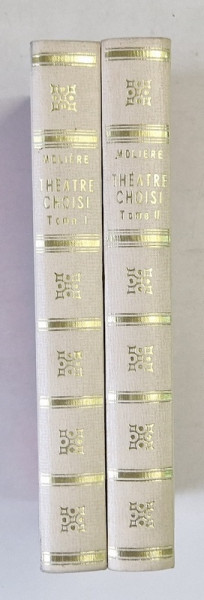 MOLIÈRE
THÉATRE
CHOISI
Tome I
MOLIÈRE
THÉATRE
CHOISI
Tome II